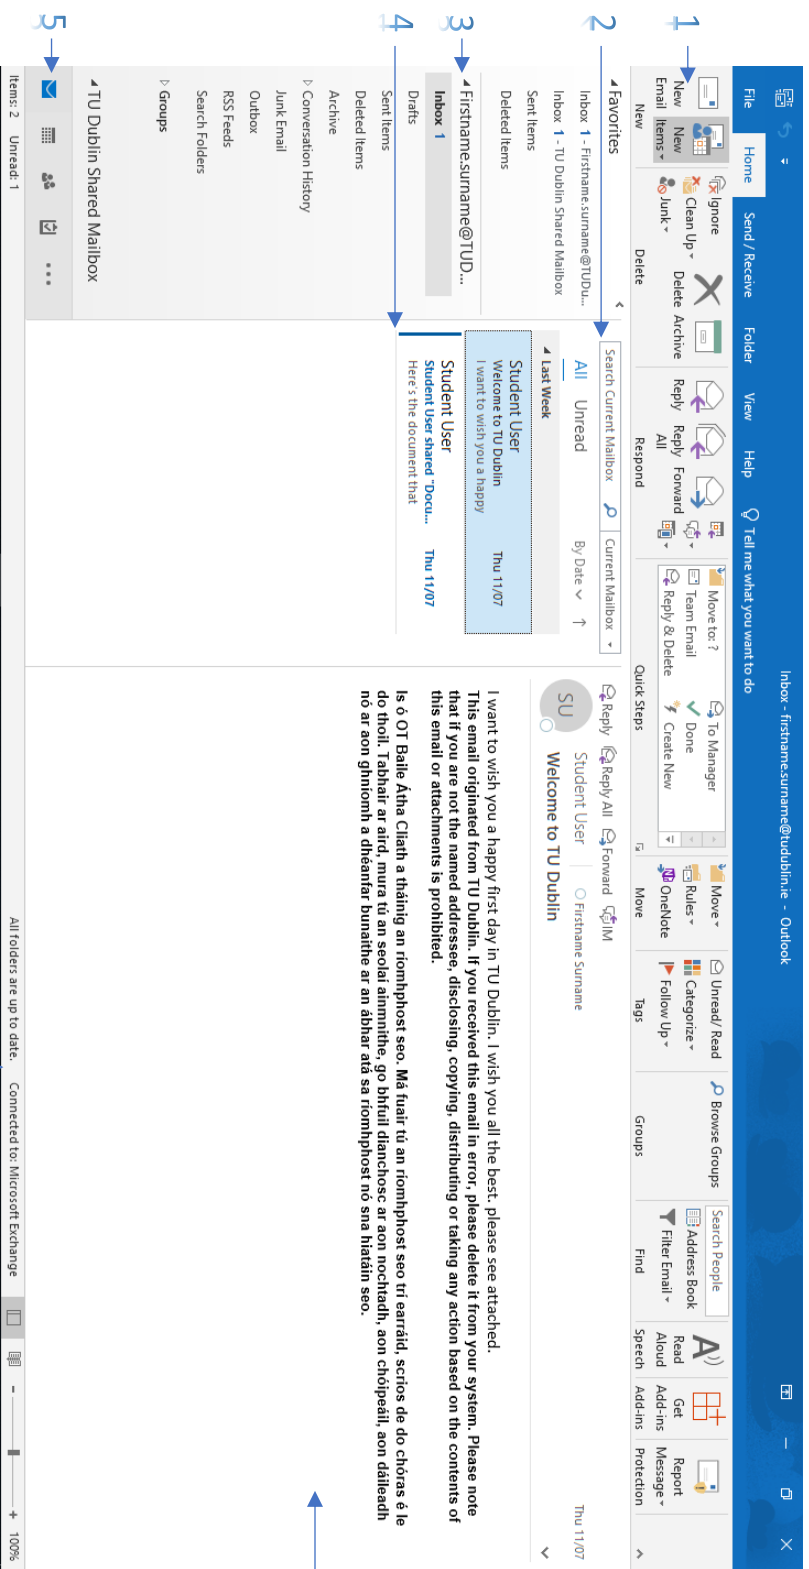 Inbox - firstname.surname@tudublin.ie - Outlook
File Home Send / Receive Folder View Help Tell me what you want to do
New Email
New Items
New
Ignore
Clean Up
Junk
Delete
Archive
Delete
Reply
Reply All
Forward
Respond
Move to: ?
Team Email
Reply & Delete
To Manager
Done
Create New
Quick Steps
Move
Rules
OneNote
Move
Unread/ Read
Categorize
Follow Up
Tags
Browse Groups
Groups
Search People
Address Book
Filter Email
Find
Read Aloud
Speech
Get Add-ins
Add-ins
Report Message
Protection
1
2
3
4
5
Favorites
Inbox 1 - Firstname.surname@TUDu...
Inbox 1 - TU Dublin Shared Mailbox
Sent Items
Deleted Items
Firstname.surname@TUD...
Inbox 1
Drafts
Sent Items
Deleted Items
Archive
Conversation History
Junk Email
Outbox
RSS Feeds
Search Folders
Groups
TU Dublin Shared Mailbox
Search Current Mailbox
Current Mailbox
All Unread
By Date
Last Week
Student User
Welcome to TU Dublin Thu 11/07
I want to wish you a happy
Student User
Student User shared "Docu... Thu 11/07
Here's the document that
Reply Reply All Forward IM
SU
Student User Firstname Surname
Thu 11/07
Welcome to TU Dublin
I want to wish you a happy first day in TU Dublin. I wish you all the best. please see attached.
This email originated from TU Dublin. If you received this email in error, please delete it from your system. Please note
that if you are not the named addressee, disclosing, copying, distributing or taking any action based on the contents of
this email or attachments is prohibited.
Is ó OT Baile Átha Cliath a tháinig an ríomhphost seo. Má fuair tú an ríomhphost seo trí earráid, scrios de do chóras é le
do thoil. Tabhair ar aird, mura tú an seolaí ainmnithe, go bhfuil dianchosc ar aon nochtadh, aon chóipeáil, aon dáileadh
nó ar aon ghníomh a dhéanfar bunaithe ar an ábhar atá sa ríomhphost nó sna hiatáin seo.
Items: 2 Unread: 1
All folders are up to date. Connected to: Microsoft Exchange
100%